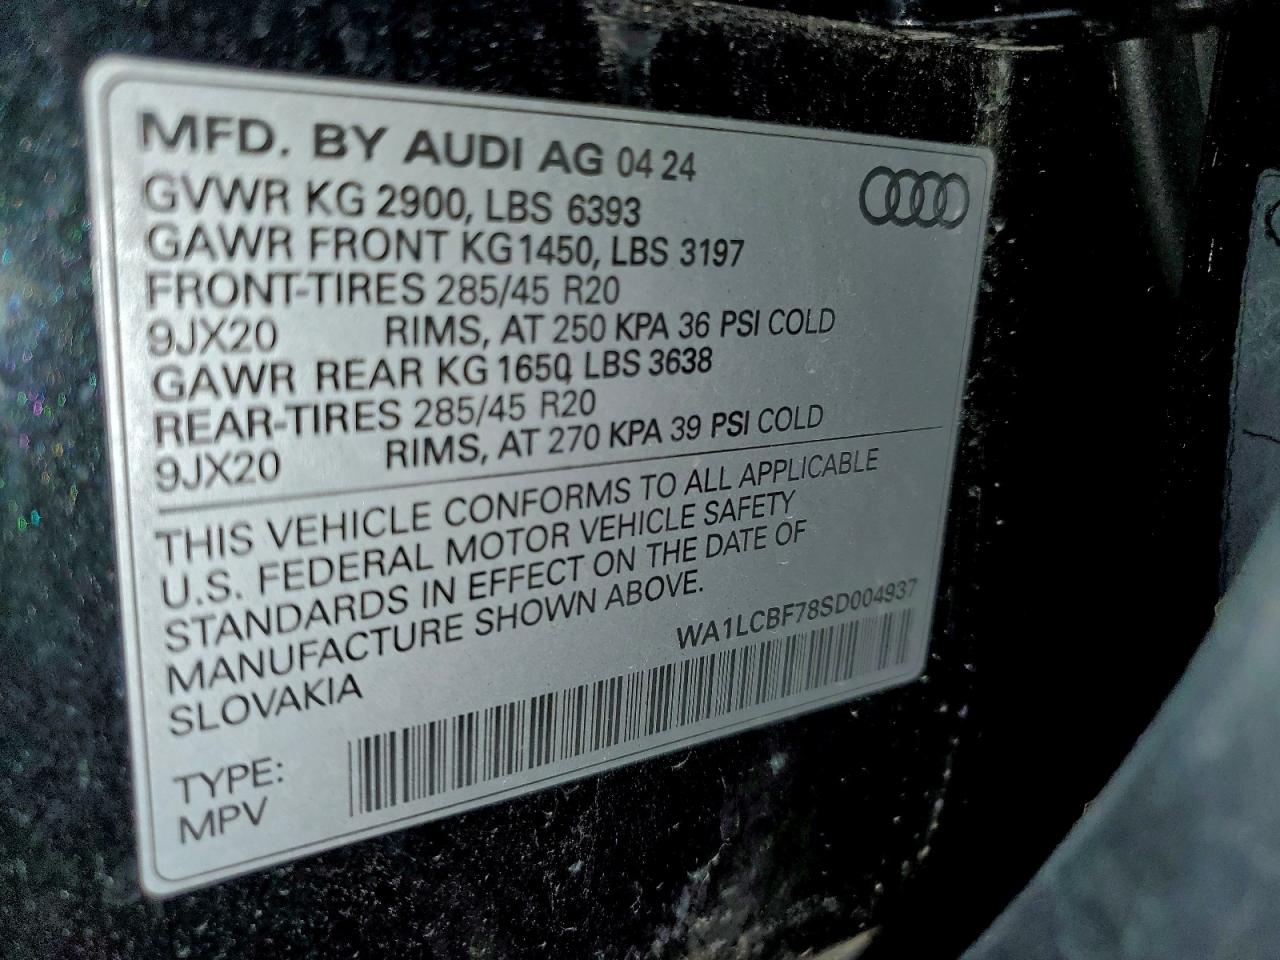 MFD. BY AUDI AG 04 24
GVWR KG 2900, LBS 6393
GAWR FRONT KG 1450, LBS 3197
FRONT-TIRES 285/45 R20
9JX20 RIMS, AT 250 KPA 36 PSI COLD
GAWR REAR KG 1650, LBS 3638
REAR-TIRES 285/45 R20
9JX20 RIMS, AT 270 KPA 39 PSI COLD
THIS VEHICLE CONFORMS TO ALL APPLICABLE
U.S. FEDERAL MOTOR VEHICLE SAFETY
STANDARDS IN EFFECT ON THE DATE OF
MANUFACTURE SHOWN ABOVE.
SLOVAKIA
WA1LCBF78SD004937
TYPE:
MPV